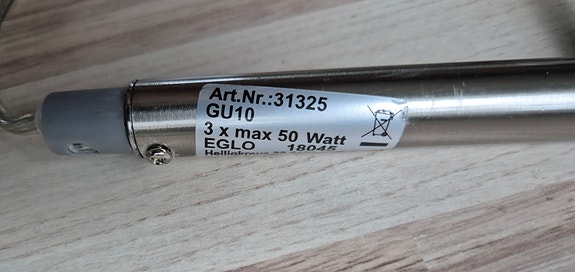 Art.Nr.:31325
GU10
3 x max 50 Watt
EGLO 18045